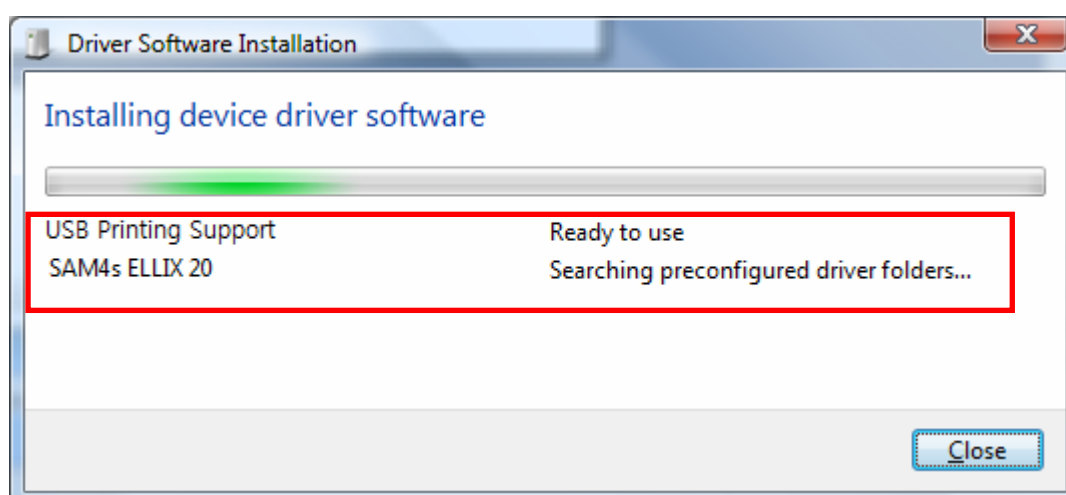 Driver Software Installation
Installing device driver software
USB Printing Support Ready to use
SAM4s ELLIX 20 Searching preconfigured driver folders...
Close